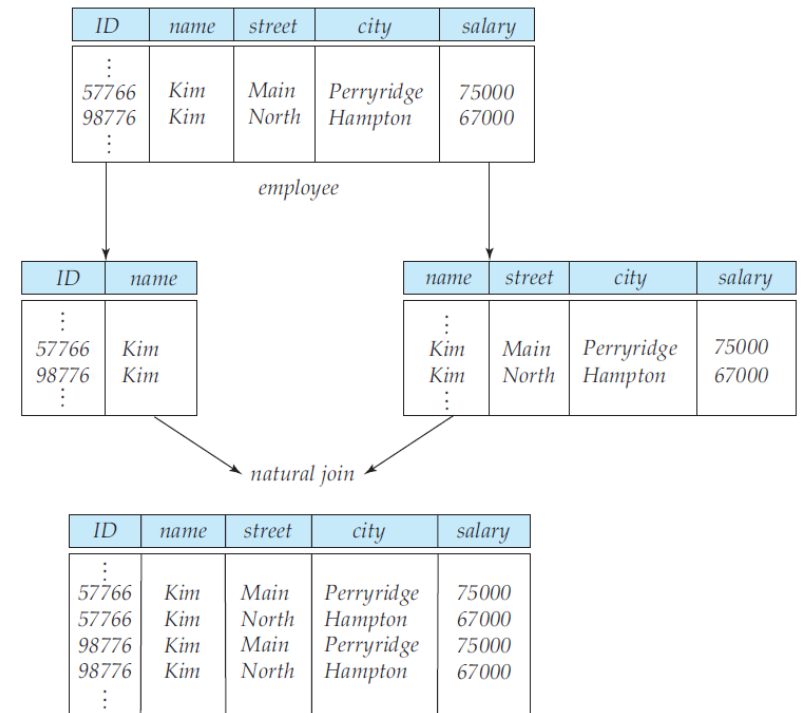 ID name street city salary
⋮
57766 Kim Main Perryridge 75000
98776 Kim North Hampton 67000
⋮
employee
ID name
⋮
57766 Kim
98776 Kim
⋮
name street city salary
⋮
Kim Main Perryridge 75000
Kim North Hampton 67000
⋮
natural join
ID name street city salary
⋮
57766 Kim Main Perryridge 75000
57766 Kim North Hampton 67000
98776 Kim Main Perryridge 75000
98776 Kim North Hampton 67000
⋮